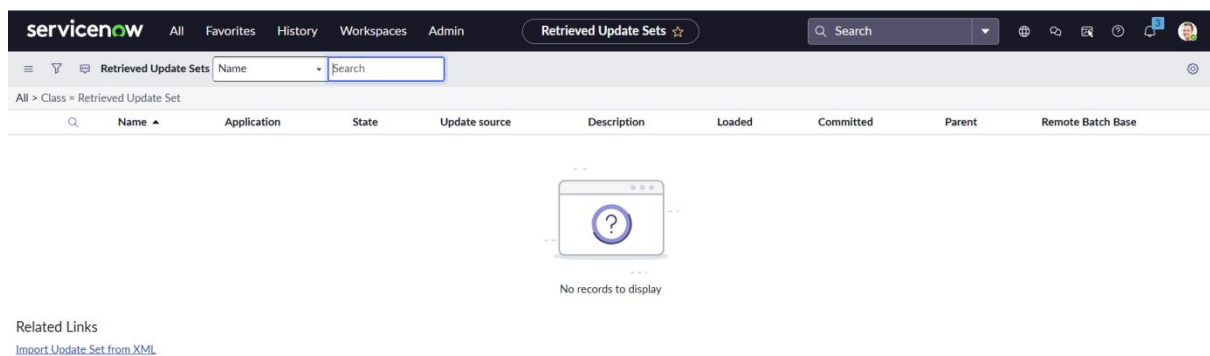 servicenow All Favorites History Workspaces Admin Retrieved Update Sets Search 3
Retrieved Update Sets Name Search
All > Class = Retrieved Update Set
Name Application State Update source Description Loaded Committed Parent Remote Batch Base
?
No records to display
Related Links
Import Update Set from XML